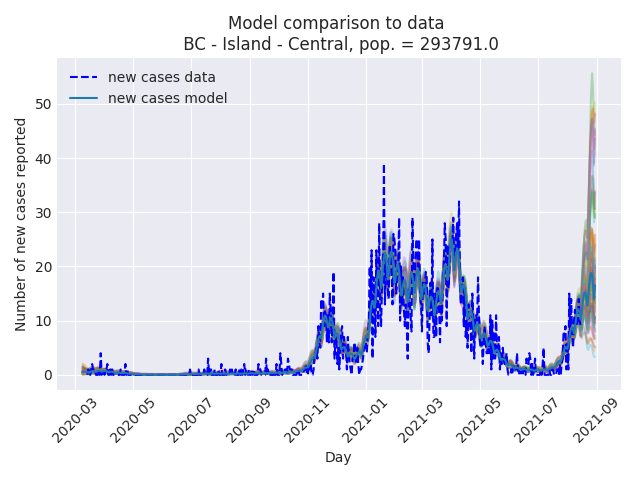 Model comparison to data
BC - Island - Central, pop. = 293791.0
new cases data
new cases model
Number of new cases reported
50
40
30
20
10
0
2020-03
2020-05
2020-07
2020-09
2020-11
2021-01
2021-03
2021-05
2021-07
2021-09
Day